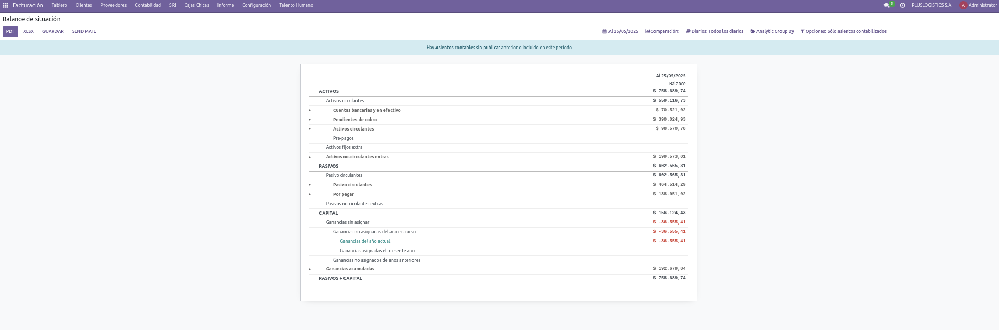 Facturación Tablero Clientes Proveedores Contabilidad SRI Cajas Chicas Informe Configuración Talento Humano 5 PLUSLOGISTICS S.A. A Administrator
Balance de situación
PDF XLSX GUARDAR SEND MAIL Al 25/05/2025 Comparación: Diarios: Todos los diarios Analytic Group By Opciones: Sólo asientos contabilizados
Hay Asientos contables sin publicar anterior o incluido en este período
Al 25/05/2025
Balance
ACTIVOS $ 758.689,74
Activos circulantes $ 559.116,73
Cuentas bancarias y en efectivo $ 70.521,02
Pendientes de cobro $ 390.024,93
Activos circulantes $ 98.570,78
Pre-pagos
Activos fijos extra
Activos no-circulantes extras $ 199.573,01
PASIVOS $ 602.565,31
Pasivo circulantes $ 602.565,31
Pasivo circulantes $ 464.514,29
Por pagar $ 138.051,02
Pasivos no-ciculantes extras
CAPITAL $ 156.124,43
Ganancias sin asignar $ -36.555,41
Ganancias no asignadas del año en curso $ -36.555,41
Ganancias del año actual $ -36.555,41
Ganancias asignadas el presente año
Ganancias no asignados de años anteriores
Ganancias acumuladas $ 192.679,84
PASIVOS + CAPITAL $ 758.689,74